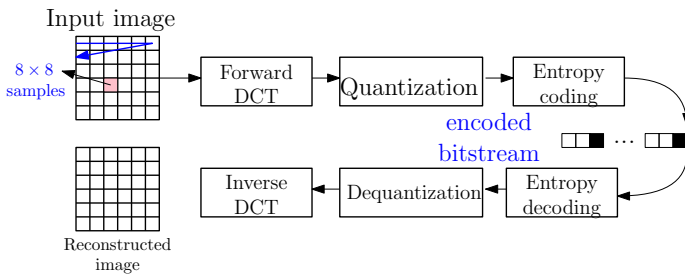 Input image
8 × 8
samples
Forward
DCT
Quantization
Entropy
coding
encoded
bitstream
...
Inverse
DCT
Dequantization
Entropy
decoding
Reconstructed
image